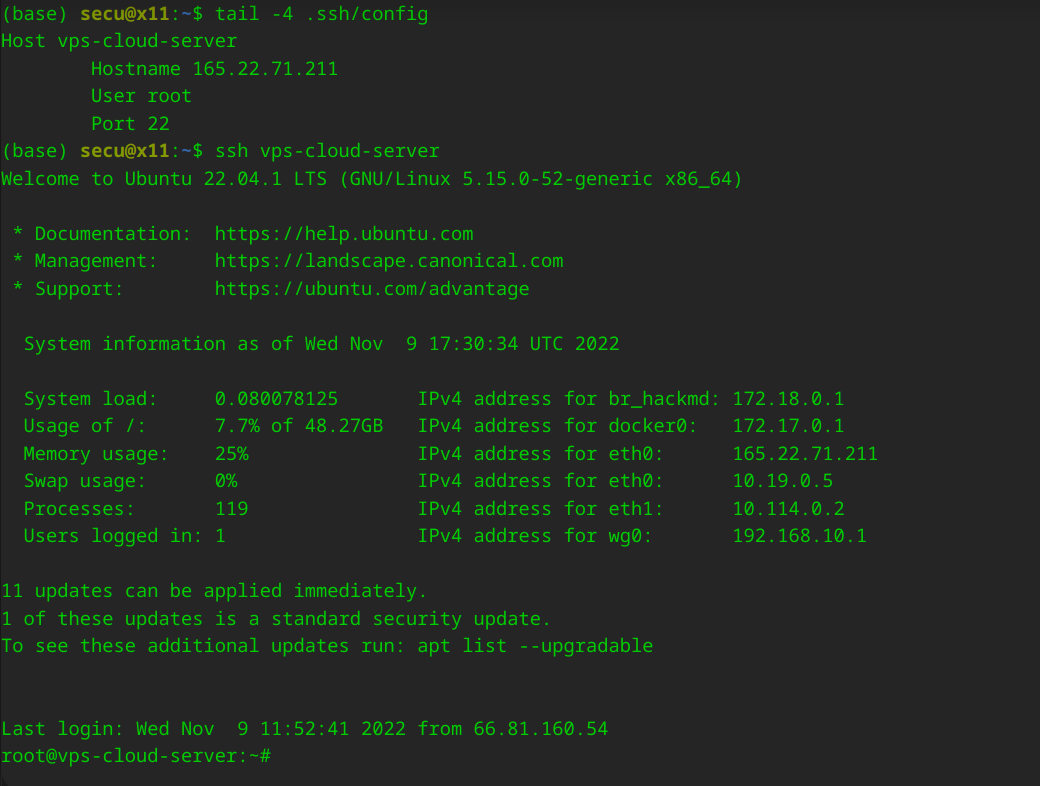 (base) secu@x11:~$ tail -4 .ssh/config
Host vps-cloud-server
        Hostname 165.22.71.211
        User root
        Port 22
(base) secu@x11:~$ ssh vps-cloud-server
Welcome to Ubuntu 22.04.1 LTS (GNU/Linux 5.15.0-52-generic x86_64)

 * Documentation:  https://help.ubuntu.com
 * Management:     https://landscape.canonical.com
 * Support:        https://ubuntu.com/advantage

  System information as of Wed Nov  9 17:30:34 UTC 2022

  System load:     0.080078125       IPv4 address for br_hackmd: 172.18.0.1
  Usage of /:      7.7% of 48.27GB   IPv4 address for docker0:   172.17.0.1
  Memory usage:    25%               IPv4 address for eth0:      165.22.71.211
  Swap usage:      0%                IPv4 address for eth0:      10.19.0.5
  Processes:       119               IPv4 address for eth1:      10.114.0.2
  Users logged in: 1                 IPv4 address for wg0:       192.168.10.1

11 updates can be applied immediately.
1 of these updates is a standard security update.
To see these additional updates run: apt list --upgradable


Last login: Wed Nov  9 11:52:41 2022 from 66.81.160.54
root@vps-cloud-server:~#